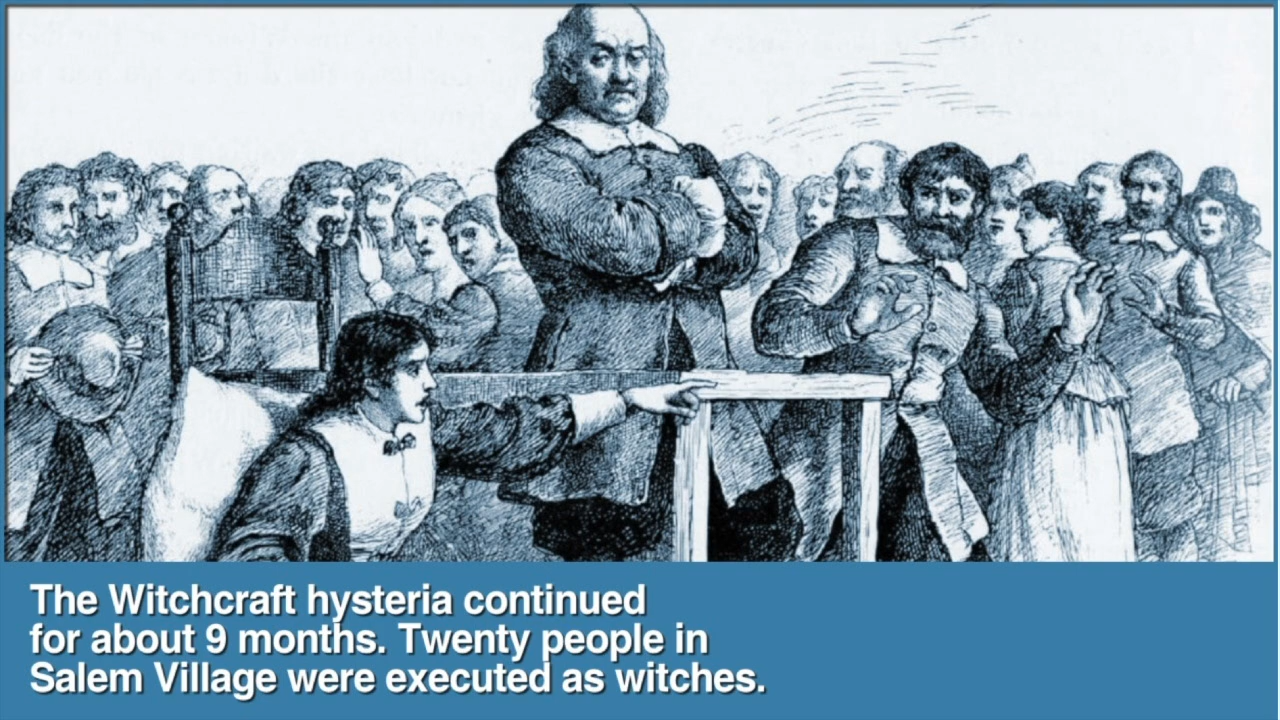 The Witchcraft hysteria continued
for about 9 months. Twenty people in
Salem Village were executed as witches.